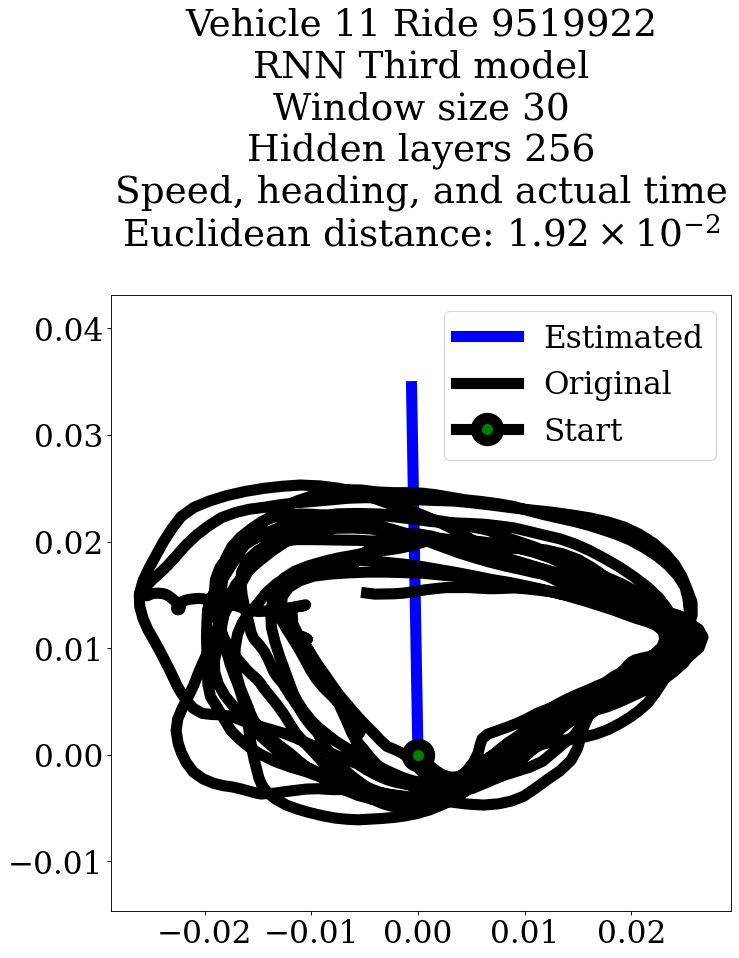 Vehicle 11 Ride 9519922
RNN Third model
Window size 30
Hidden layers 256
Speed, heading, and actual time
Euclidean distance: 1.92 × 10⁻²
Estimated
Original
Start
0.04
0.03
0.02
0.01
0.00
−0.01
−0.02 −0.01 0.00 0.01 0.02